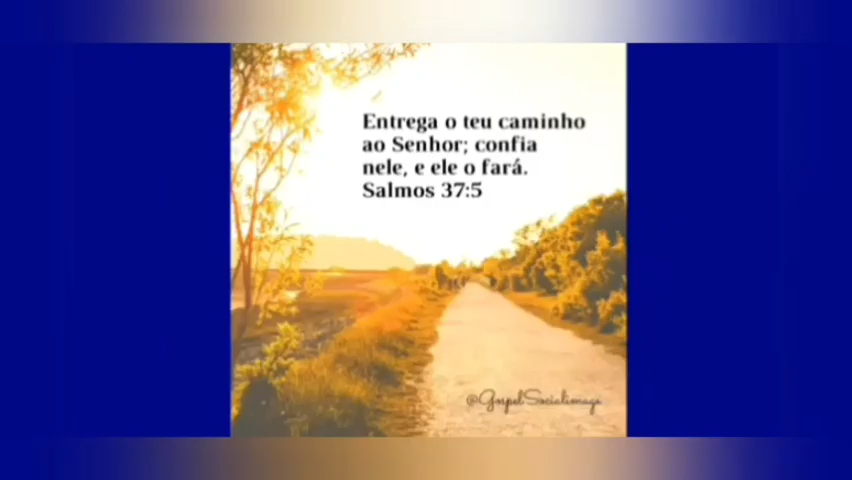 Entrega o teu caminho
ao Senhor; confia
nele, e ele o fará.
Salmos 37:5
@GospelSocialimage